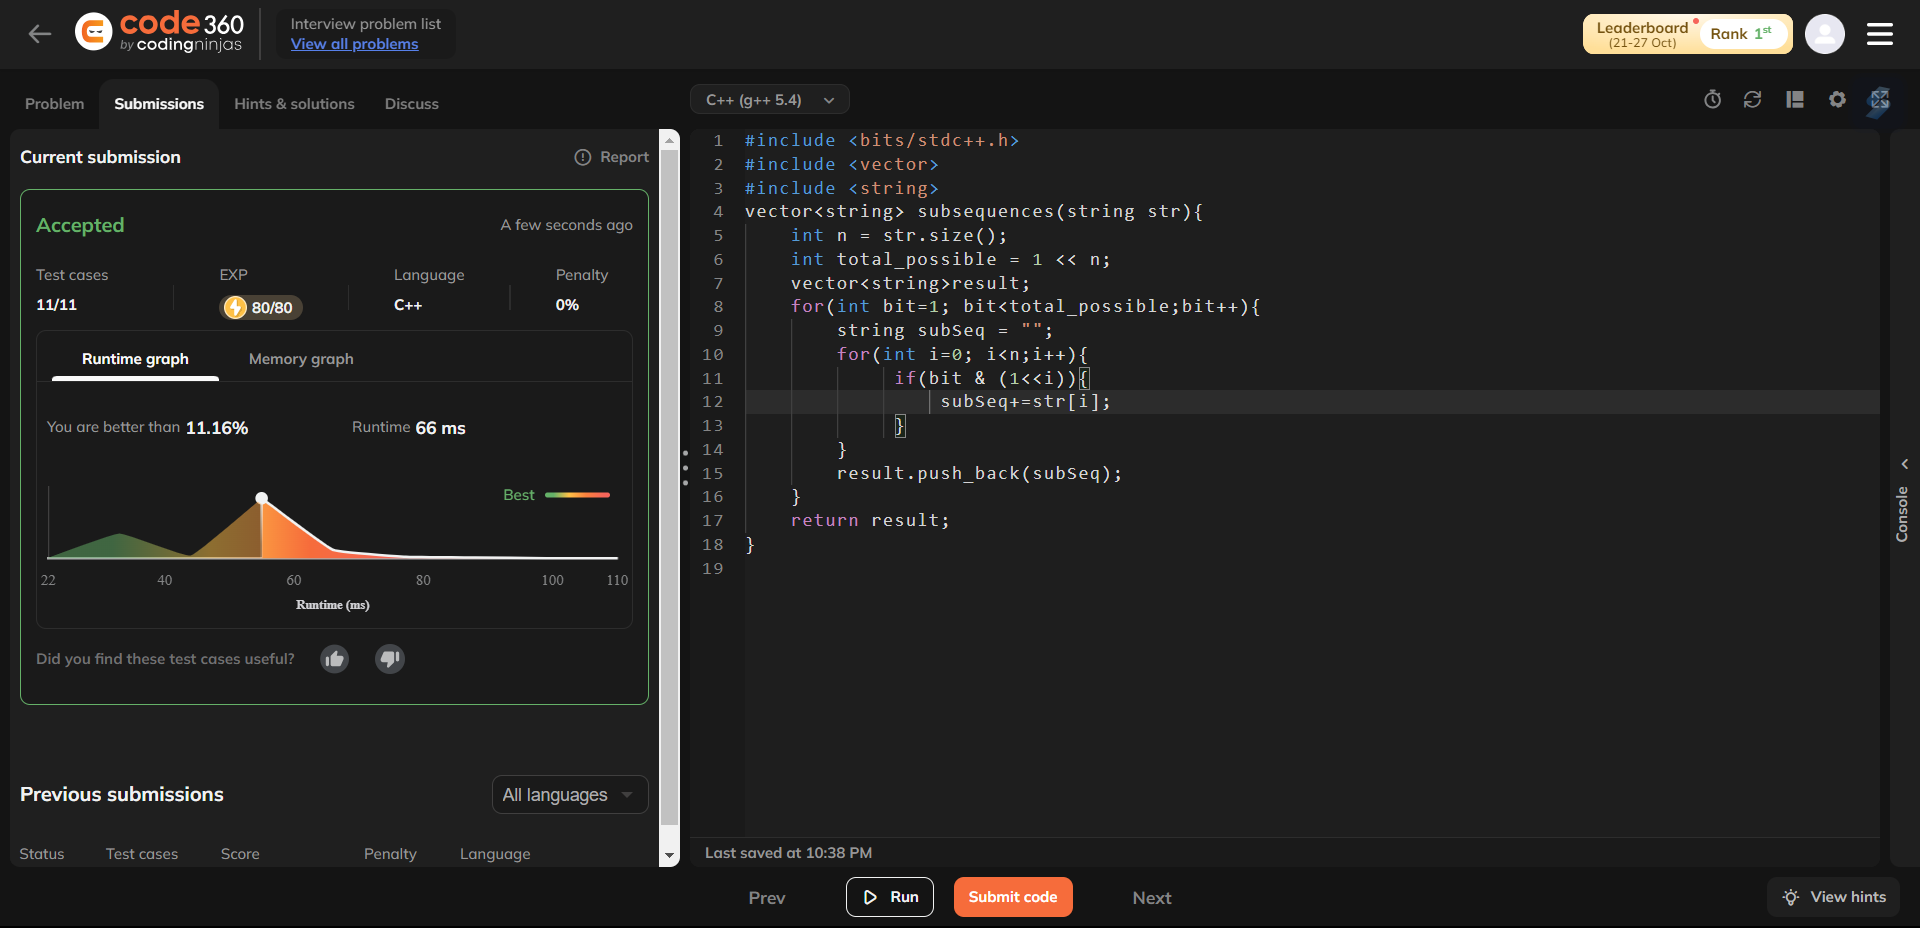 code 360
by codingninjas
Interview problem list
View all problems
Leaderboard
(21-27 Oct)
Rank 1st
Problem
Submissions
Hints & solutions
Discuss
Current submission
Report
Accepted
A few seconds ago
Test cases
EXP
Language
Penalty
11/11
80/80
C++
0%
Runtime graph
Memory graph
You are better than 11.16%
Runtime 66 ms
Best
22
40
60
80
100
110
Runtime (ms)
Did you find these test cases useful?
Previous submissions
All languages
Status
Test cases
Score
Penalty
Language
C++ (g++ 5.4)
1 #include <bits/stdc++.h>
2 #include <vector>
3 #include <string>
4 vector<string> subsequences(string str){
5 int n = str.size();
6 int total_possible = 1 << n;
7 vector<string>result;
8 for(int bit=1; bit<total_possible;bit++){
9 string subSeq = "";
10 for(int i=0; i<n;i++){
11 if(bit & (1<<i)){
12 subSeq+=str[i];
13 }
14 }
15 result.push_back(subSeq);
16 }
17 return result;
18 }
19
Last saved at 10:38 PM
Console
Prev
Run
Submit code
Next
View hints